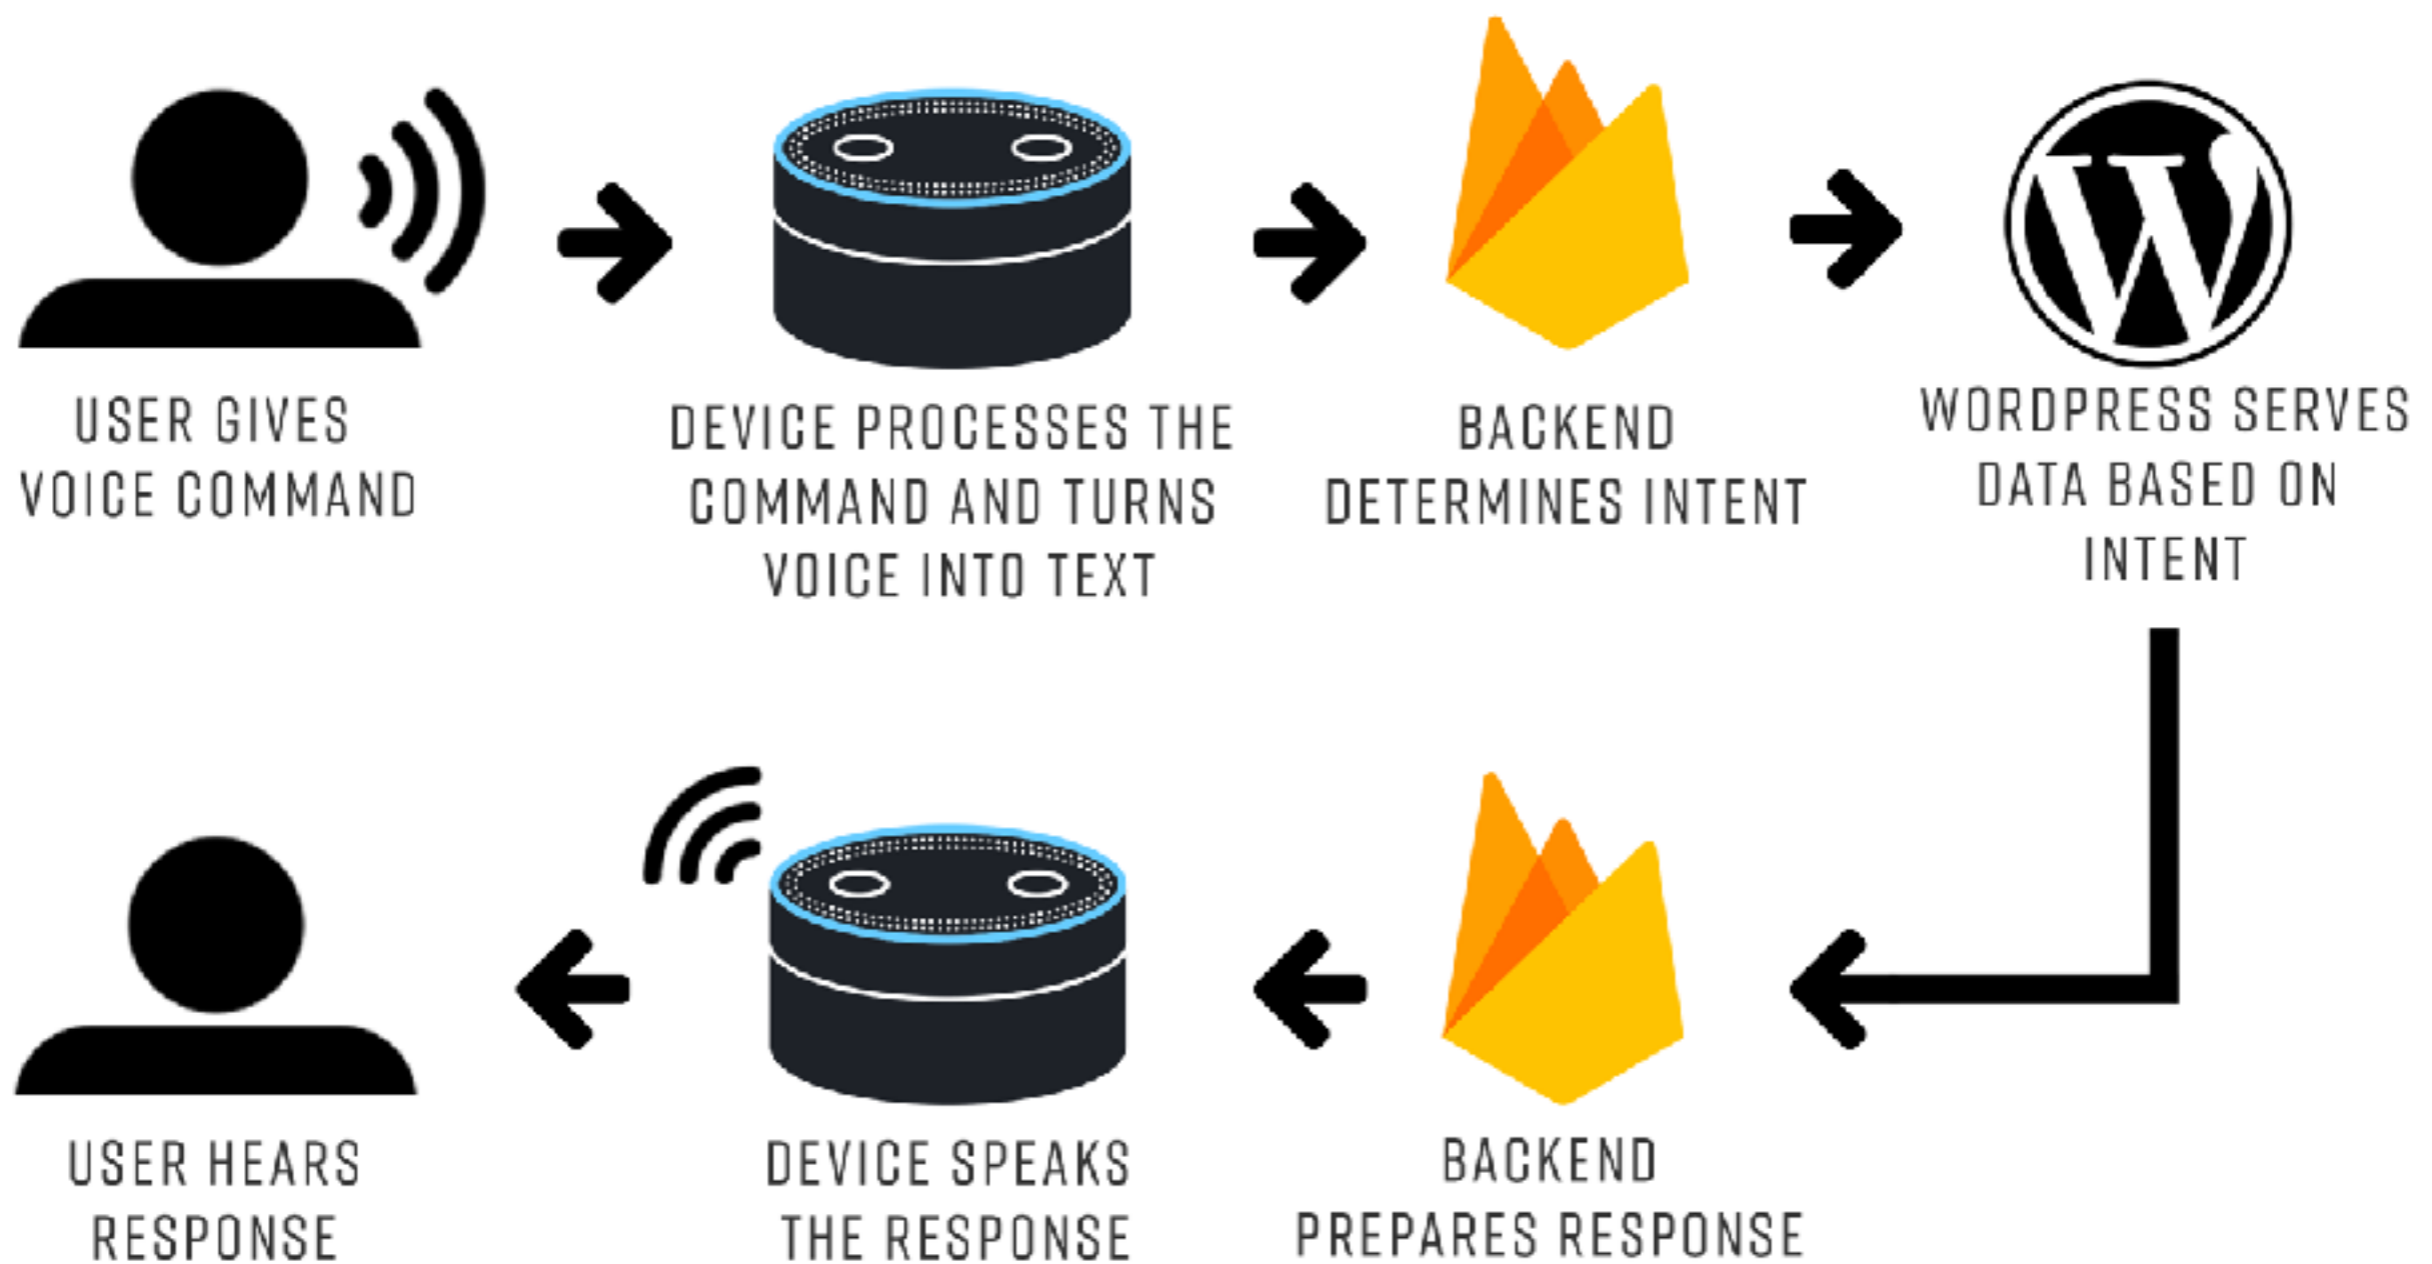 USER GIVES
VOICE COMMAND
DEVICE PROCESSES THE
COMMAND AND TURNS
VOICE INTO TEXT
BACKEND
DETERMINES INTENT
WORDPRESS SERVES
DATA BASED ON
INTENT
USER HEARS
RESPONSE
DEVICE SPEAKS
THE RESPONSE
BACKEND
PREPARES RESPONSE